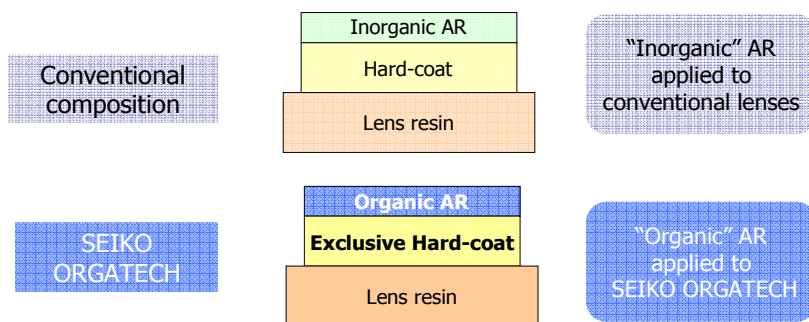 Conventional
composition
Inorganic AR
Hard-coat
Lens resin
“Inorganic” AR
applied to
conventional lenses
SEIKO
ORGATECH
Organic AR
Exclusive Hard-coat
Lens resin
“Organic” AR
applied to
SEIKO ORGATECH